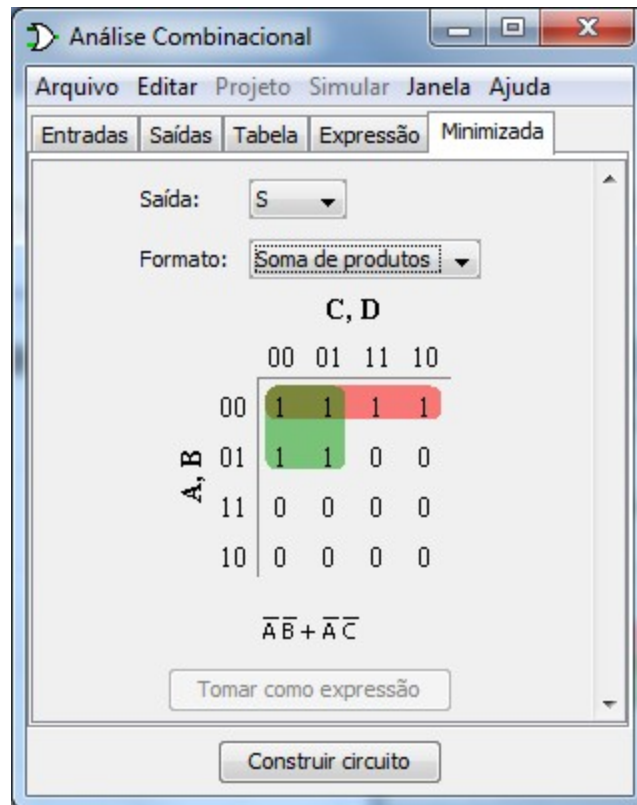 Análise Combinacional
Arquivo Editar Projeto Simular Janela Ajuda
Entradas Saídas Tabela Expressão Minimizada
Saída: S
Formato: Soma de produtos
C, D
00 01 11 10
A, B
00 1 1 1 1
01 1 1 0 0
11 0 0 0 0
10 0 0 0 0
A̅ B̅ + A̅ C̅
Tomar como expressão
Construir circuito